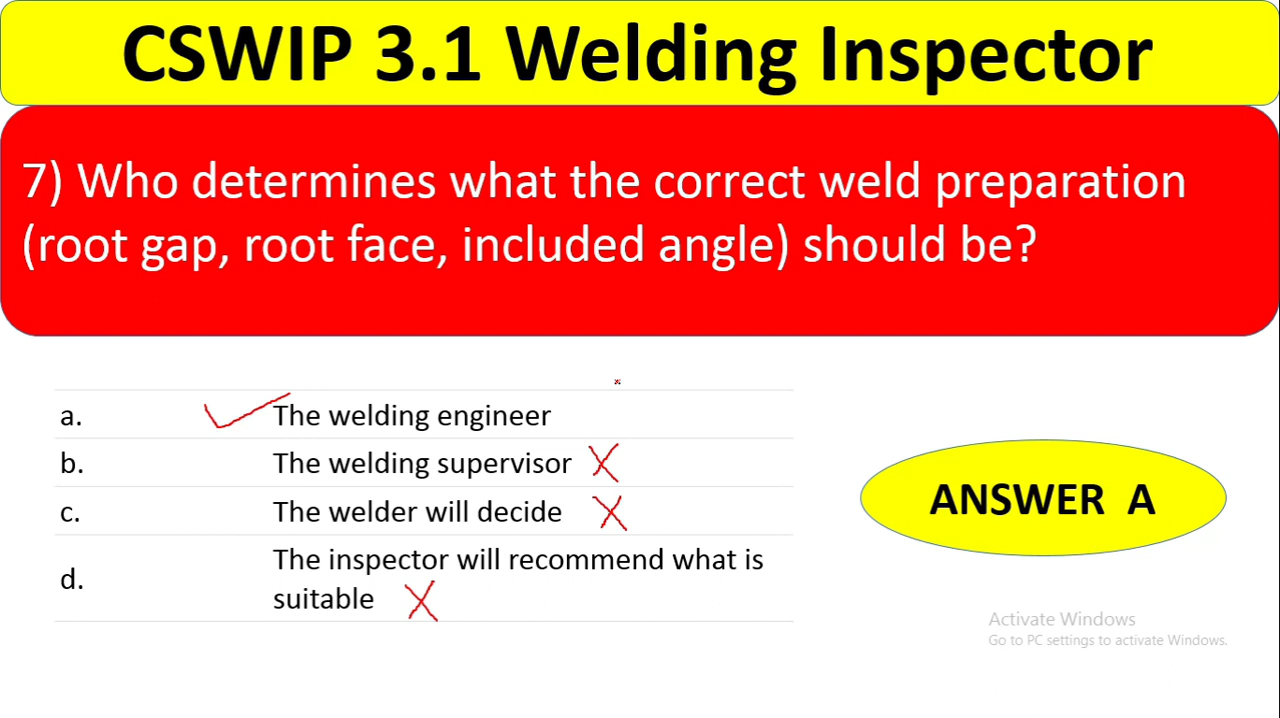 CSWIP 3.1 Welding Inspector
7) Who determines what the correct weld preparation
(root gap, root face, included angle) should be?
a. The welding engineer
b. The welding supervisor
c. The welder will decide
d. The inspector will recommend what is
suitable
ANSWER A
Activate Windows
Go to PC settings to activate Windows.